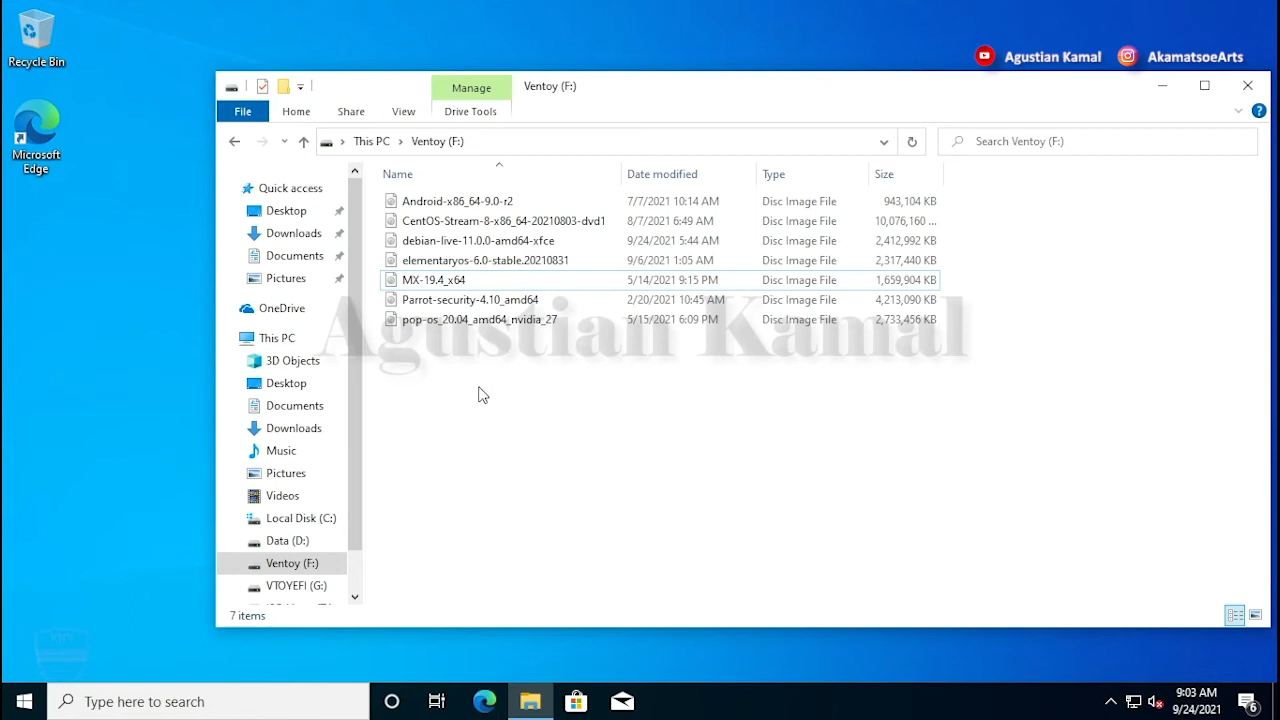 Recycle Bin
Microsoft
Edge
Agustian Kamal
AkamatsoeArts
Manage
Ventoy (F:)
File
Home
Share
View
Drive Tools
This PC
Ventoy (F:)
Search Ventoy (F:)
Name
Date modified
Type
Size
Android-x86_64-9.0-r2 7/7/2021 10:14 AM Disc Image File 943,104 KB
CentOS-Stream-8-x86_64-20210803-dvd1 8/7/2021 6:49 AM Disc Image File 10,076,160 ...
debian-live-11.0.0-amd64-xfce 9/24/2021 5:44 AM Disc Image File 2,412,992 KB
elementaryos-6.0-stable.20210831 9/6/2021 1:05 AM Disc Image File 2,317,440 KB
MX-19.4_x64 5/14/2021 9:15 PM Disc Image File 1,659,904 KB
Parrot-security-4.10_amd64 2/20/2021 10:45 AM Disc Image File 4,213,090 KB
pop-os_20.04_amd64_nvidia_27 5/15/2021 6:09 PM Disc Image File 2,733,456 KB
Agustian Kamal
Quick access
Desktop
Downloads
Documents
Pictures
OneDrive
This PC
3D Objects
Desktop
Documents
Downloads
Music
Pictures
Videos
Local Disk (C:)
Data (D:)
Ventoy (F:)
VTOYEFI (G:)
7 items
Type here to search
9:03 AM
9/24/2021
6